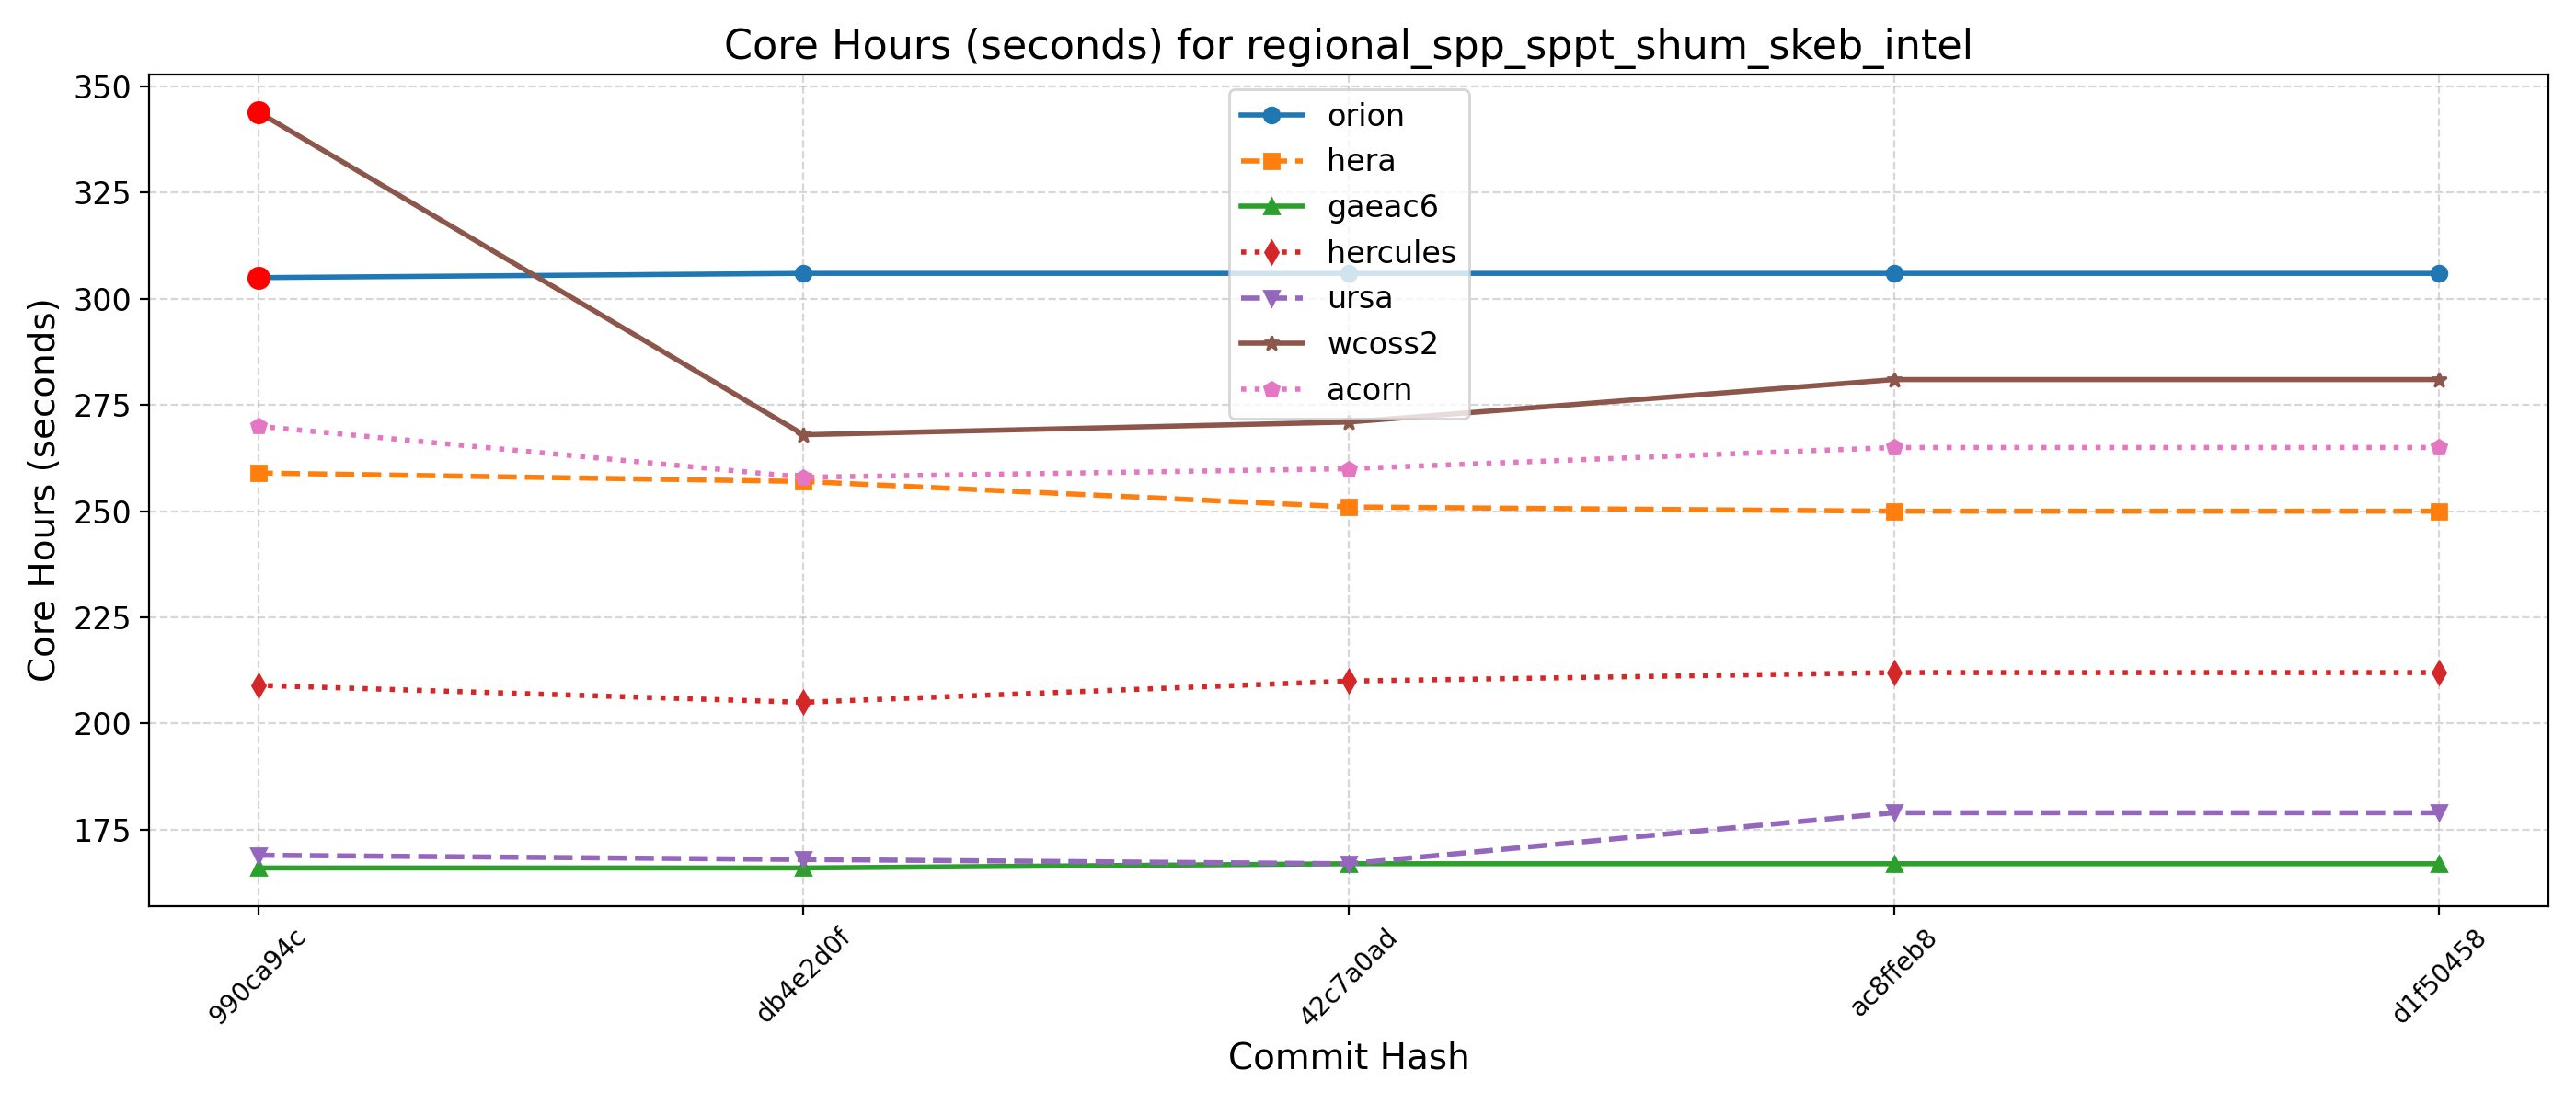 Core Hours (seconds) for regional_spp_sppt_shum_skeb_intel
Core Hours (seconds)
350
325
300
275
250
225
200
175
orion
hera
gaeac6
hercules
ursa
wcoss2
acorn
990ca94c
db4e2d0f
42c7a0ad
ac8ffeb8
d1f50458
Commit Hash